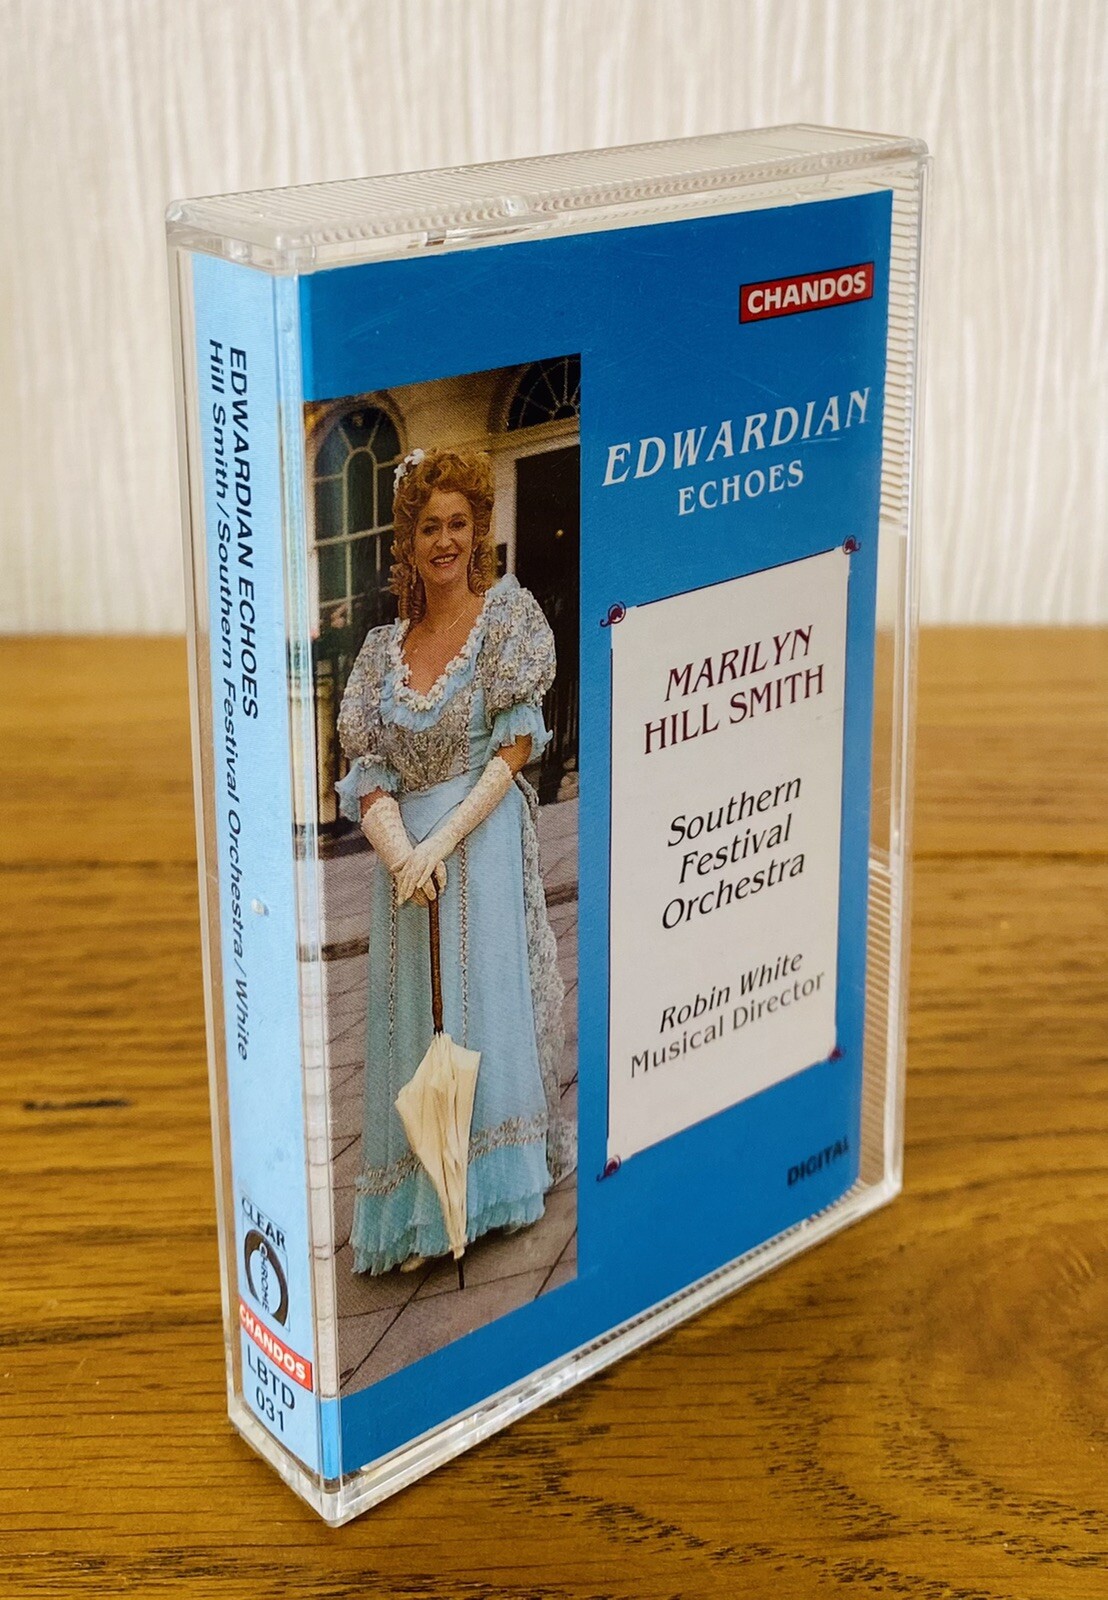 CHANDOS
EDWARDIAN
ECHOES
MARILYN
HILL SMITH
Southern
Festival
Orchestra
Robin White
Musical Director
DIGITAL
EDWARDIAN ECHOES
Hill Smith/Southern Festival Orchestra/White
CLEAR
CHROME
CHANDOS
LBTD
031